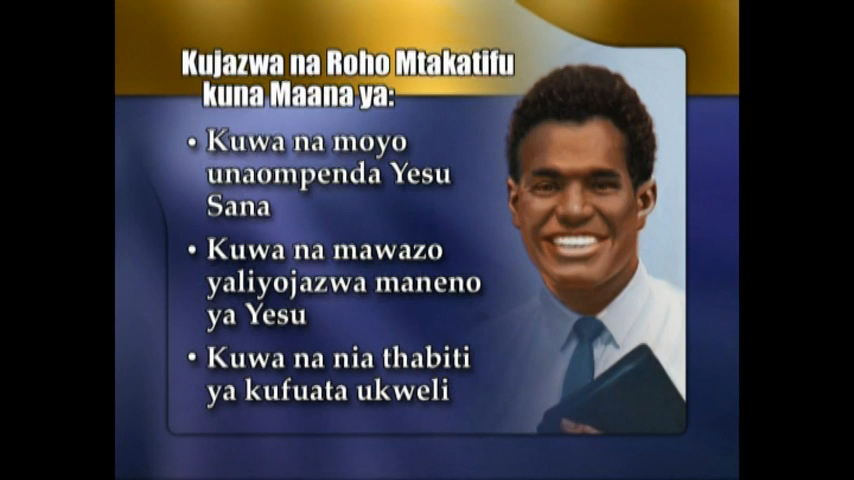 Kujazwa na Roho Mtakatifu
kuna Maana ya:
• Kuwa na moyo
unaompenda Yesu
Sana
• Kuwa na mawazo
yaliyojazwa maneno
ya Yesu
• Kuwa na nia thabiti
ya kufuata ukweli